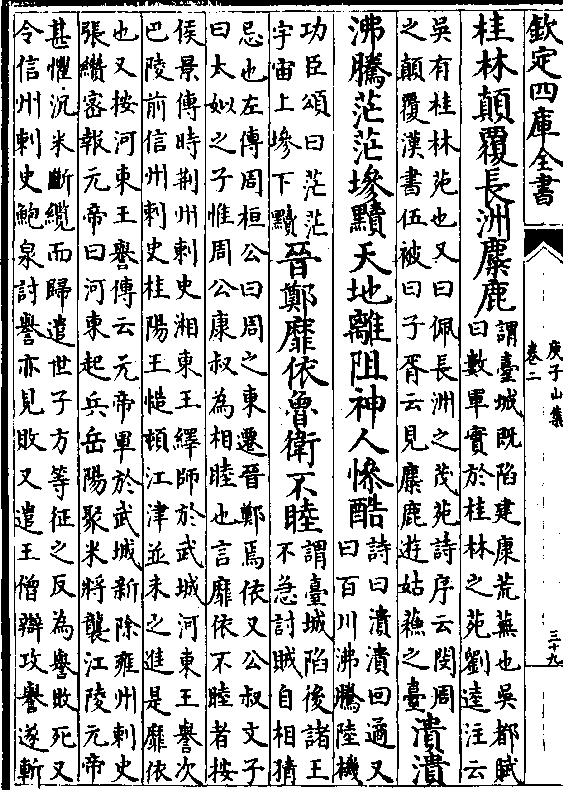 欽定四庫全書
庚子山集
卷二
三十九
桂林顛覆長洲麋鹿
謂臺城既陷建康荒蕪也吳都賦
曰數軍實於桂林之苑劉逵注云
吳有桂林苑也又曰佩長洲之茂苑詩序云閔周
之顛覆漢書伍被曰子胥云見麋鹿遊姑蘇之臺
潰潰
沸騰茫茫墋黷天地離阻神人慘酷
詩曰潰潰回遹又
曰百川沸騰陸機
功臣頌曰茫茫
宇宙上墋下黷
晉鄭靡依魯衛不睦
謂臺城陷後諸王
不急討賊自相猜
忌也左傳周桓公曰周之東遷晉鄭焉依又公叔文子
曰太姒之子惟周公康叔為相睦也言靡依不睦者按
侯景傳時荆州刺史湘東王繹師於武城河東王譽次
巴陵前信州刺史桂陽王慥頓江津並未之進是靡依
也又按河東王譽傳云元帝軍於武城新除雍州刺史
張纘密報元帝曰河東起兵岳陽聚米將襲江陵元帝
甚懼沉米斷纜而歸遣世子方等征之反為譽敗死又
令信州刺史鮑泉討譽亦見敗又遣王僧辯攻譽遂斬